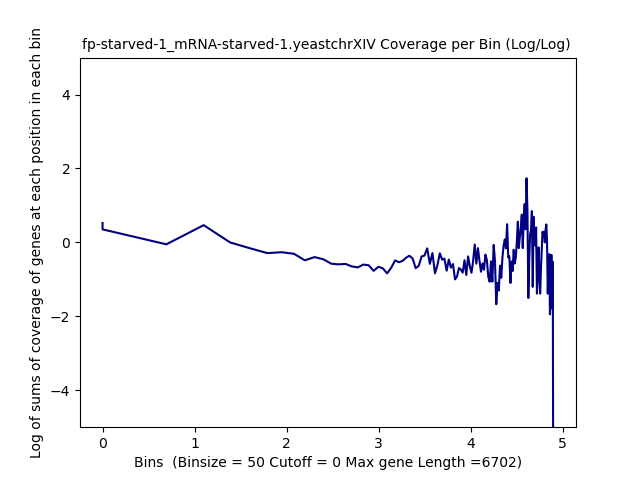 fp-starved-1_mRNA-starved-1.yeastchrXIV Coverage per Bin (Log/Log)
Log of sums of coverage of genes at each position in each bin
4
2
0
−2
−4
0 1 2 3 4 5
Bins  (Binsize = 50 Cutoff = 0 Max gene Length =6702)